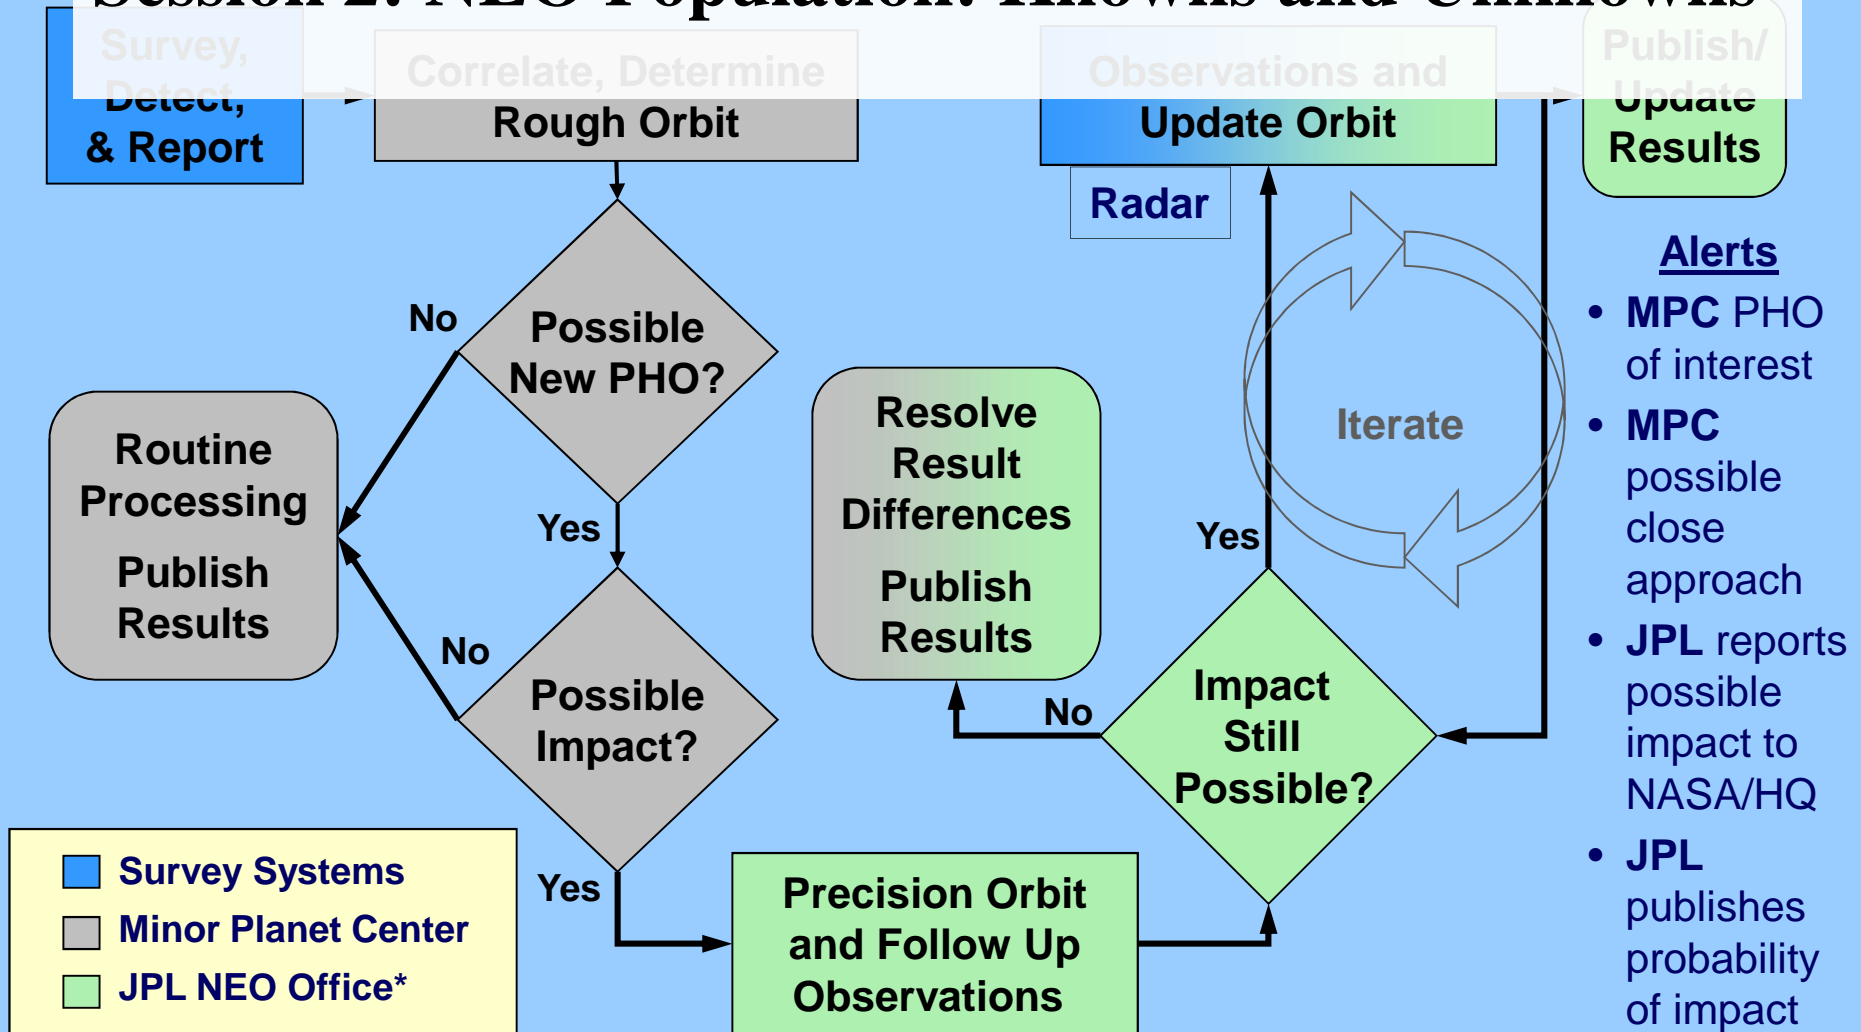 Session 2: NEO Population: Knowns and Unknowns
Survey,
Detect,
& Report
Correlate, Determine
Rough Orbit
Observations and
Update Orbit
Publish/
Update
Results
Radar
Possible
New PHO?
No
Yes
Routine
Processing
Publish
Results
Possible
Impact?
No
Yes
Precision Orbit
and Follow Up
Observations
Resolve
Result
Differences
Publish
Results
Impact
Still
Possible?
No
Yes
Iterate
Alerts
• MPC PHO
of interest
• MPC
possible
close
approach
• JPL reports
possible
impact to
NASA/HQ
• JPL
publishes
probability
of impact
Survey Systems
Minor Planet Center
JPL NEO Office*